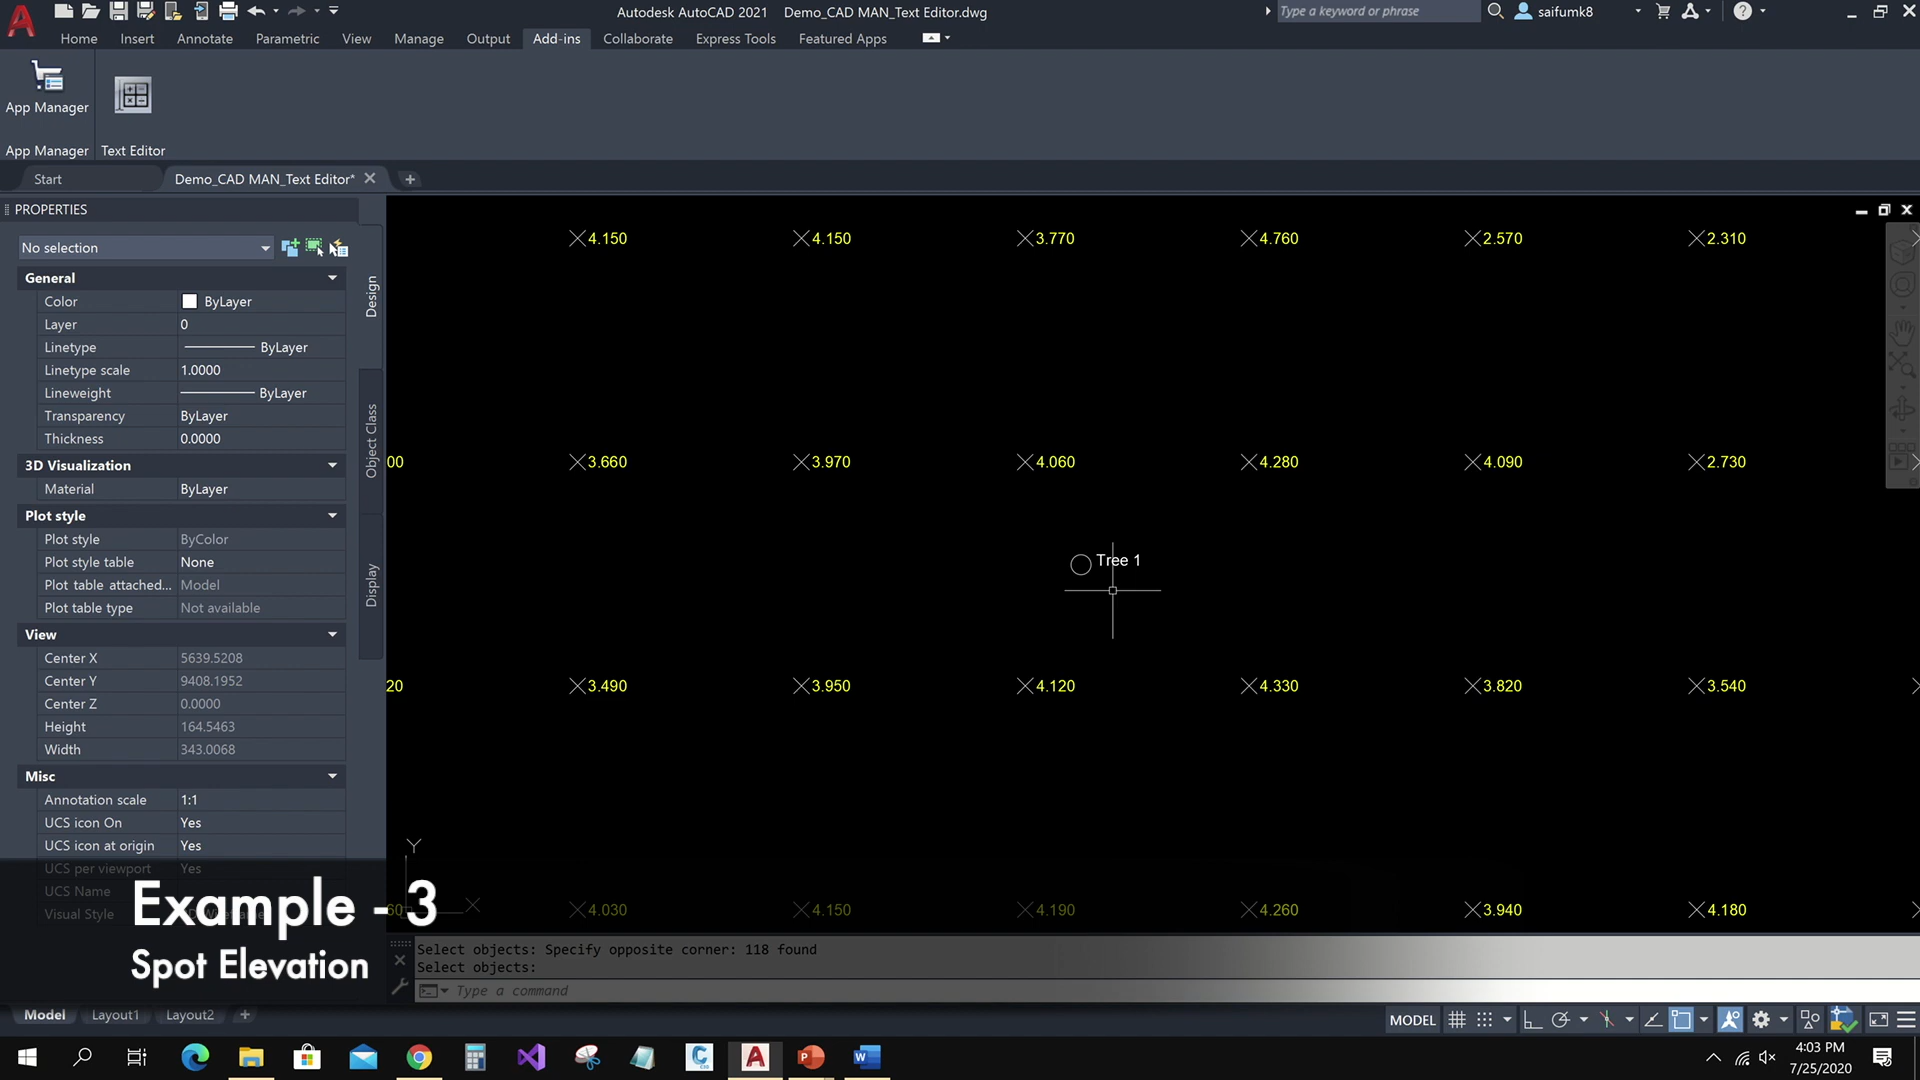 Autodesk AutoCAD 2021 Demo_CAD MAN_Text Editor.dwg
Type a keyword or phrase
saifumk8
Home Insert Annotate Parametric View Manage Output Add-ins Collaborate Express Tools Featured Apps
App Manager
App Manager Text Editor
Start Demo_CAD MAN_Text Editor*
PROPERTIES
No selection
General
Color ByLayer
Layer 0
Linetype ByLayer
Linetype scale 1.0000
Lineweight ByLayer
Transparency ByLayer
Thickness 0.0000
3D Visualization
Material ByLayer
Plot style
Plot style ByColor
Plot style table None
Plot table attached... Model
Plot table type Not available
View
Center X 5639.5208
Center Y 9408.1952
Center Z 0.0000
Height 164.5463
Width 343.0068
Misc
Annotation scale 1:1
UCS icon On Yes
UCS icon at origin Yes
UCS per viewport Yes
UCS Name
Visual Style
Design
Object Class
Display
4.150 4.150 3.770 4.760 2.570 2.310
00 3.660 3.970 4.060 4.280 4.090 2.730
Tree 1
20 3.490 3.950 4.120 4.330 3.820 3.540
Y
60 4.030 4.150 4.190 4.260 3.940 4.180
Example - 3
Spot Elevation
Select objects: Specify opposite corner: 118 found
Select objects:
Type a command
Model Layout1 Layout2
MODEL
4:03 PM
7/25/2020